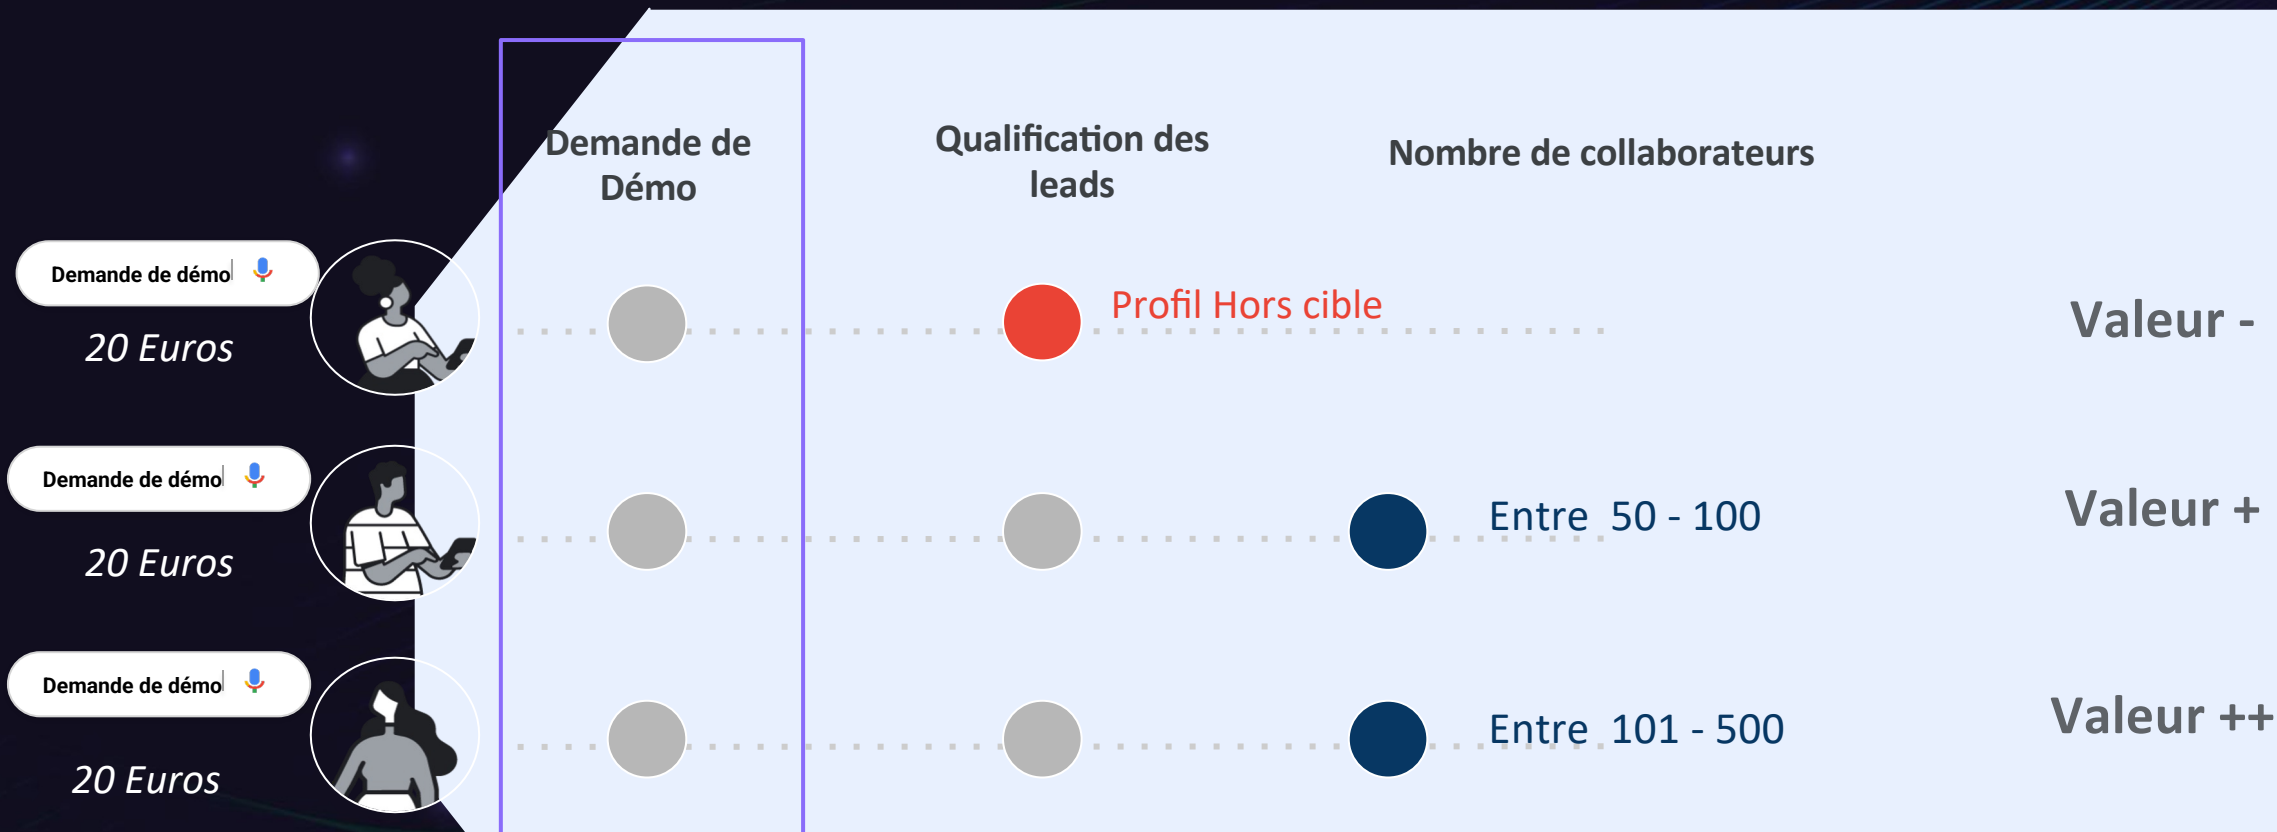 Demande de
Démo
Qualification des
leads
Nombre de collaborateurs
Demande de démo
20 Euros
Profil Hors cible
Valeur -
Demande de démo
20 Euros
Entre 50 - 100
Valeur +
Demande de démo
20 Euros
Entre 101 - 500
Valeur ++